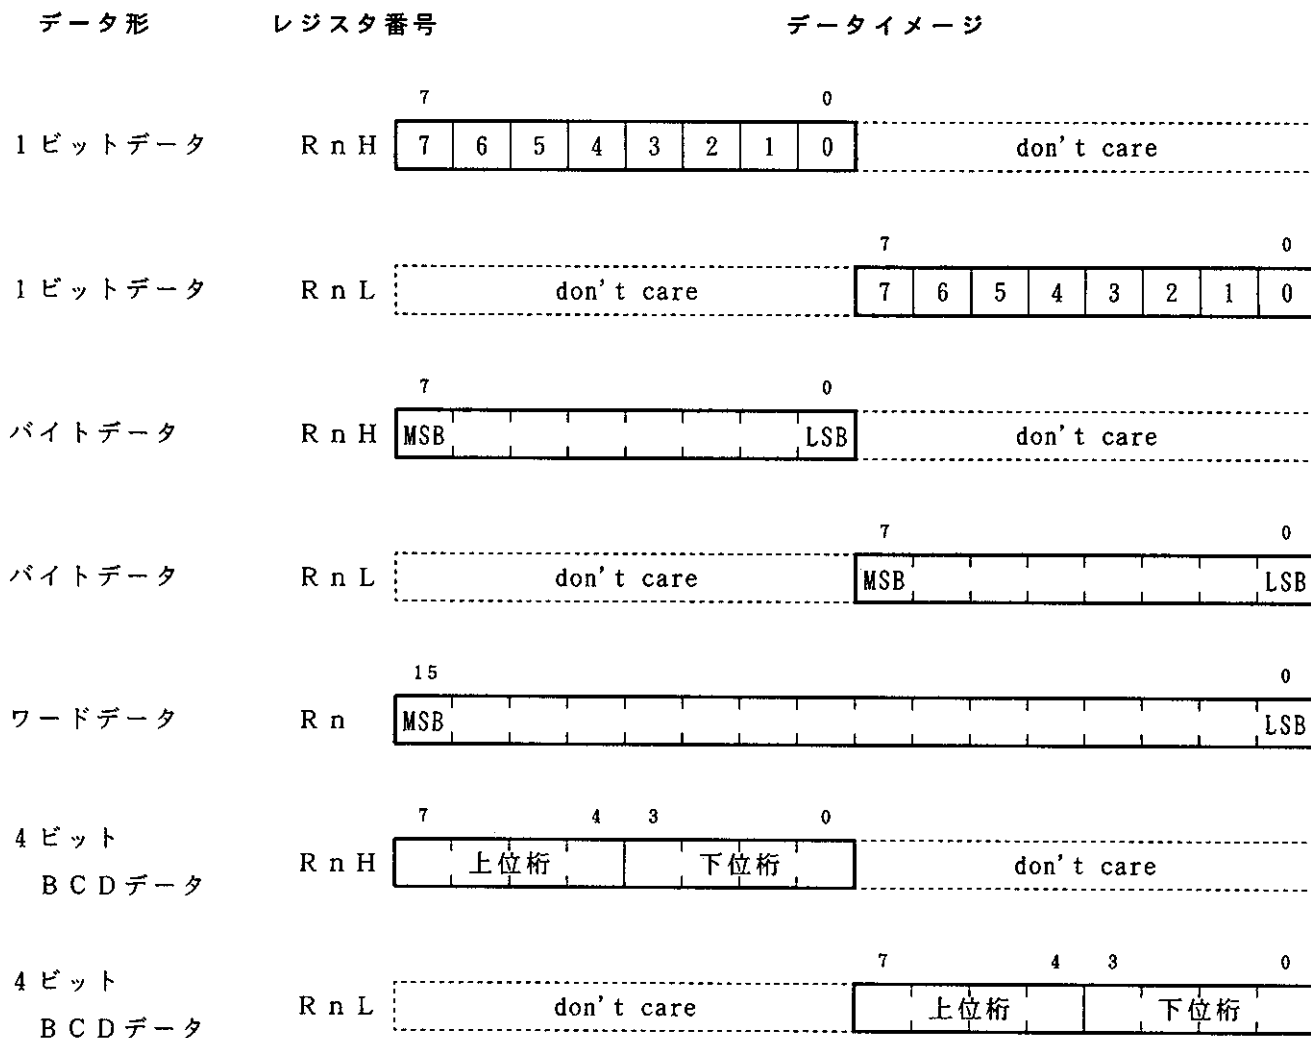 データ形 レジスタ番号 データイメージ
7 0
1ビットデータ RnH 7 6 5 4 3 2 1 0 don't care
7 0
1ビットデータ RnL don't care 7 6 5 4 3 2 1 0
7 0
バイトデータ RnH MSB LSB don't care
7 0
バイトデータ RnL don't care MSB LSB
15 0
ワードデータ Rn MSB LSB
7 4 3 0
4ビット
BCDデータ RnH 上位桁 下位桁 don't care
7 4 3 0
4ビット
BCDデータ RnL don't care 上位桁 下位桁